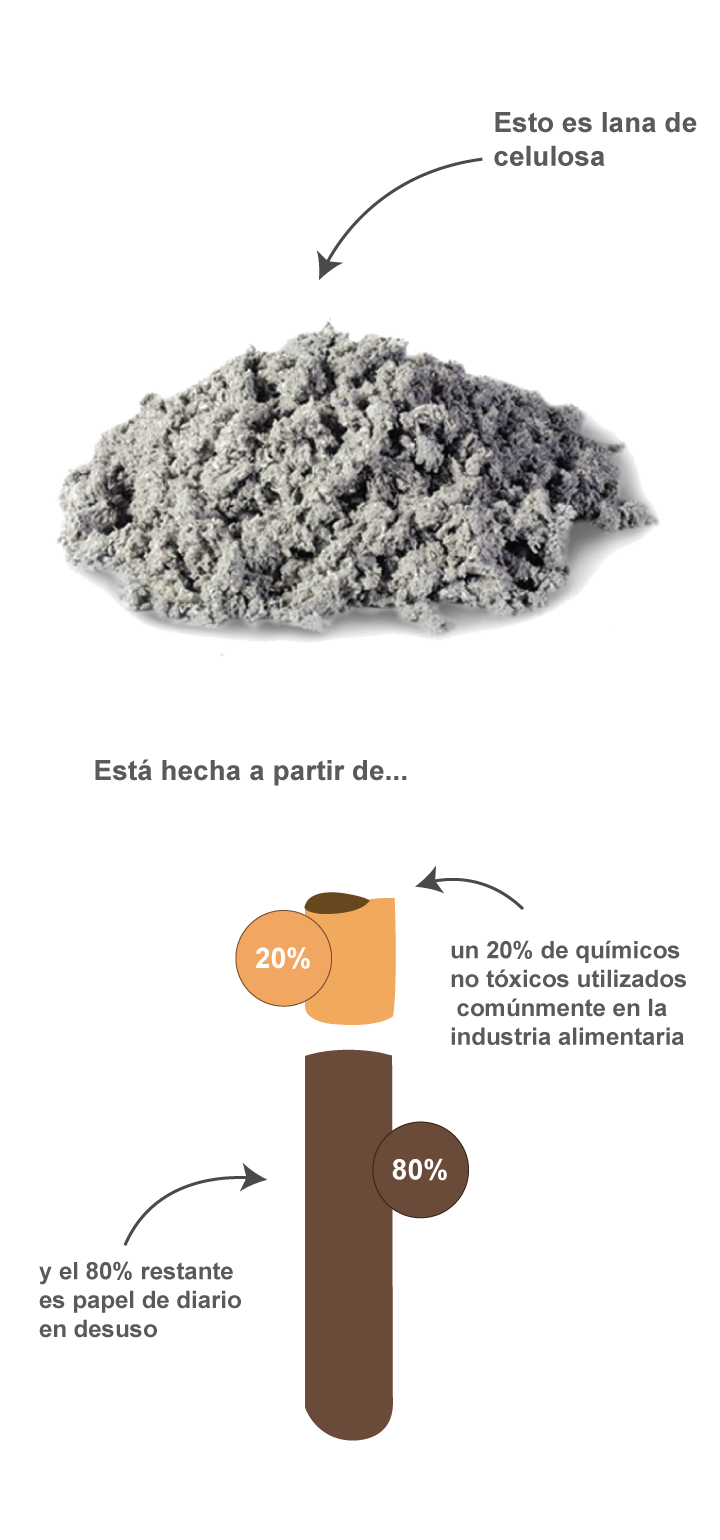 Esto es lana de
celulosa
Está hecha a partir de...
20%
un 20% de químicos
no tóxicos utilizados
comúnmente en la
industria alimentaria
80%
y el 80% restante
es papel de diario
en desuso